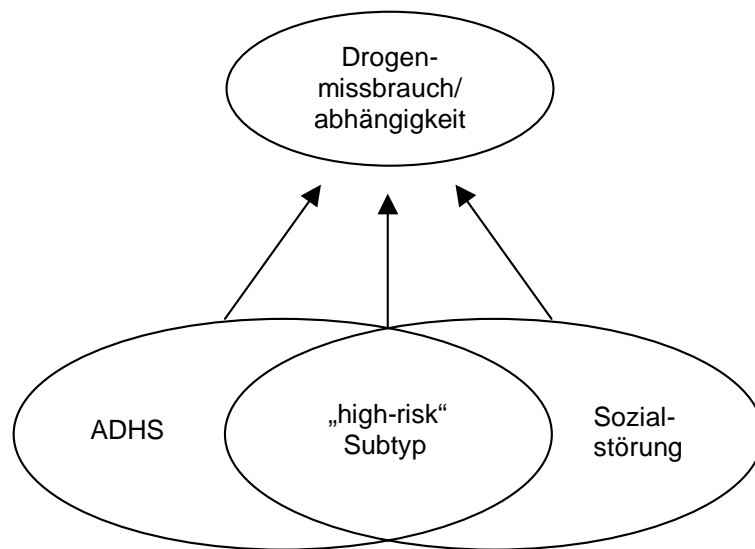 Drogen-
missbrauch/
abhängigkeit
ADHS
„high-risk“
Subtyp
Sozial-
störung